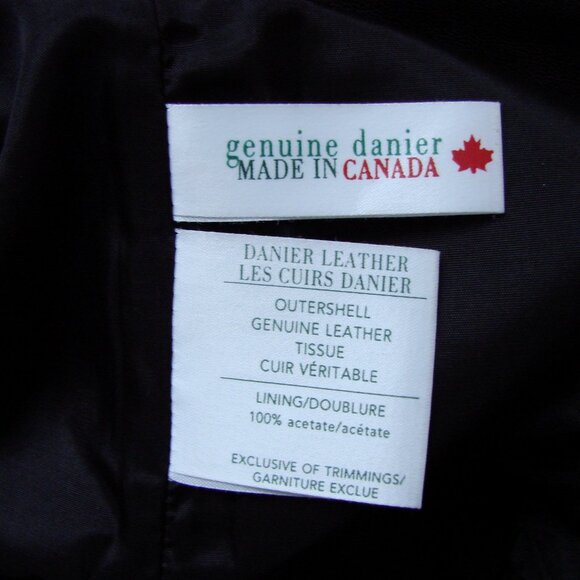 genuine danier
MADE IN CANADA
DANIER LEATHER
LES CUIRS DANIER
OUTERSHELL
GENUINE LEATHER
TISSUE
CUIR VÉRITABLE
LINING/DOUBLURE
100% acetate/acétate
EXCLUSIVE OF TRIMMINGS/
GARNITURE EXCLUE